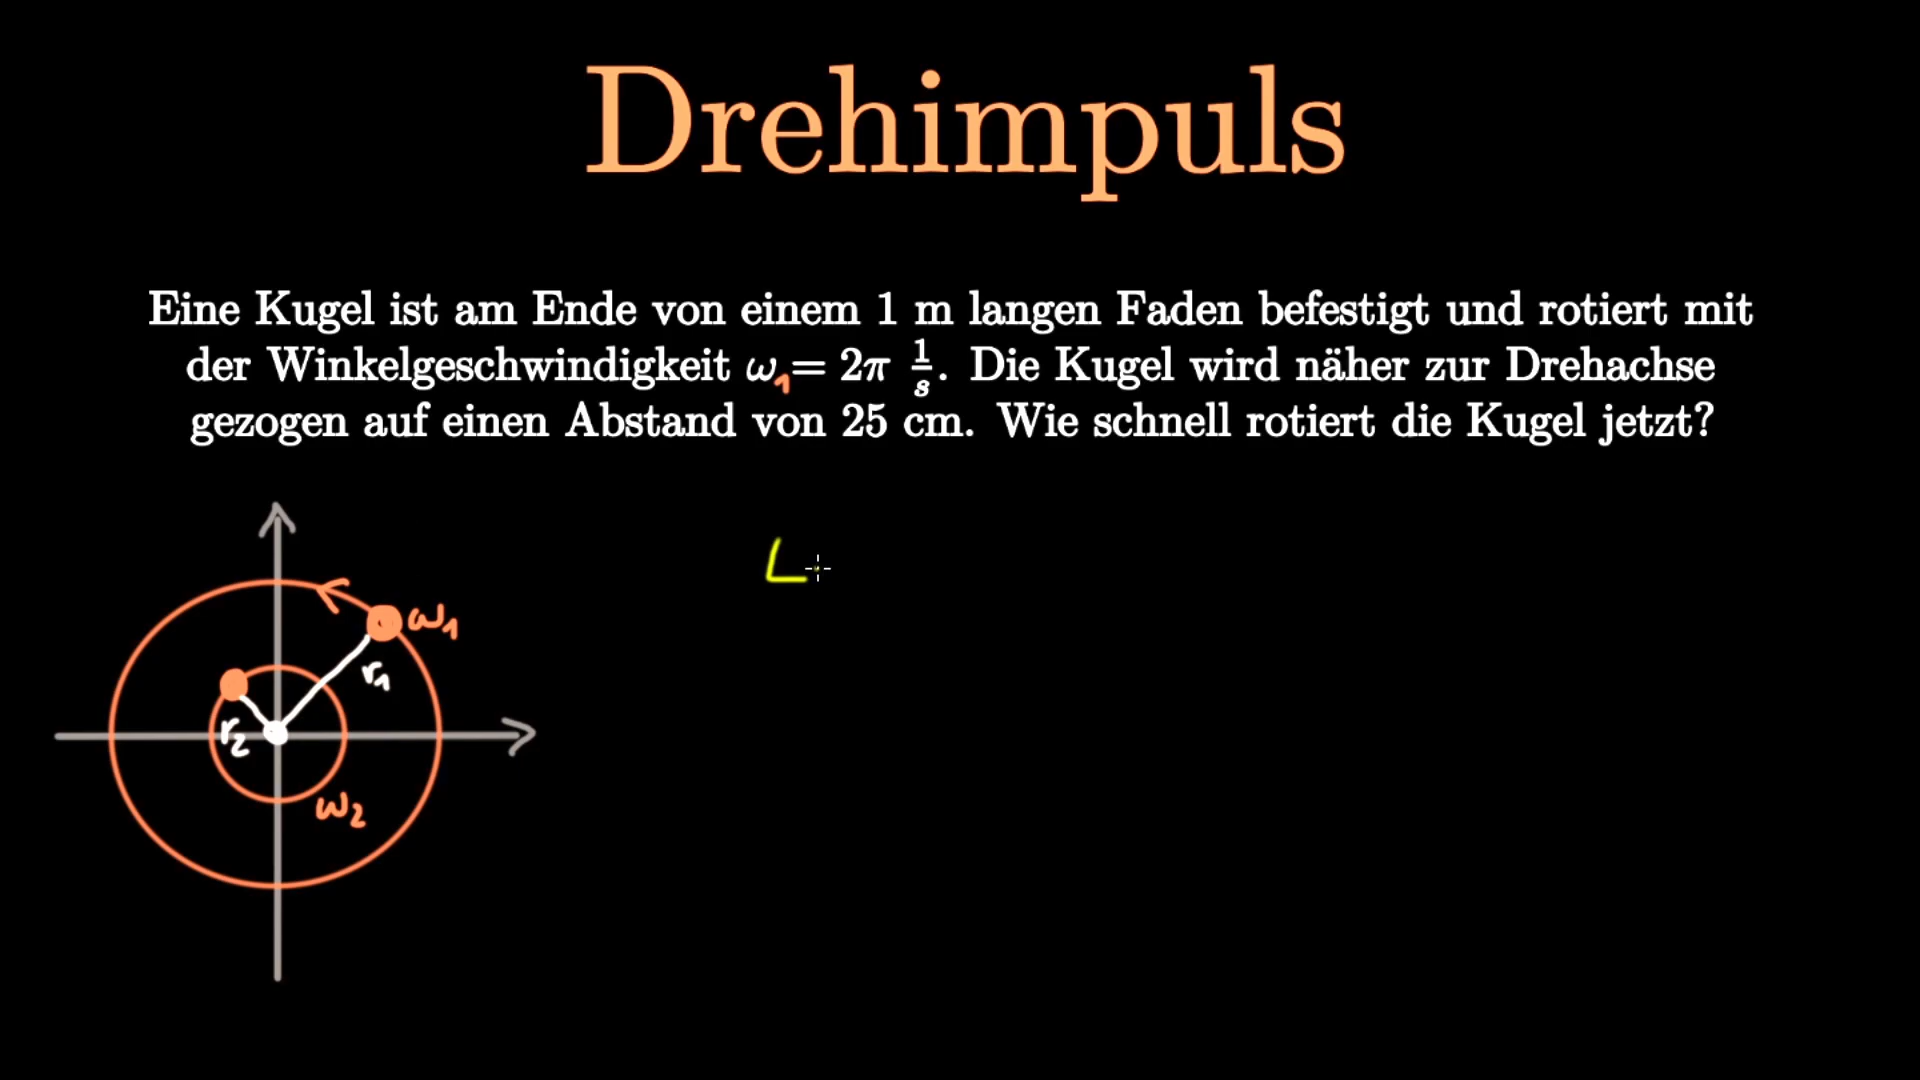 Drehimpuls
Eine Kugel ist am Ende von einem 1 m langen Faden befestigt und rotiert mit
der Winkelgeschwindigkeit ω₁= 2π 1/s. Die Kugel wird näher zur Drehachse
gezogen auf einen Abstand von 25 cm. Wie schnell rotiert die Kugel jetzt?
L
ω₁
r₁
r₂
ω₂